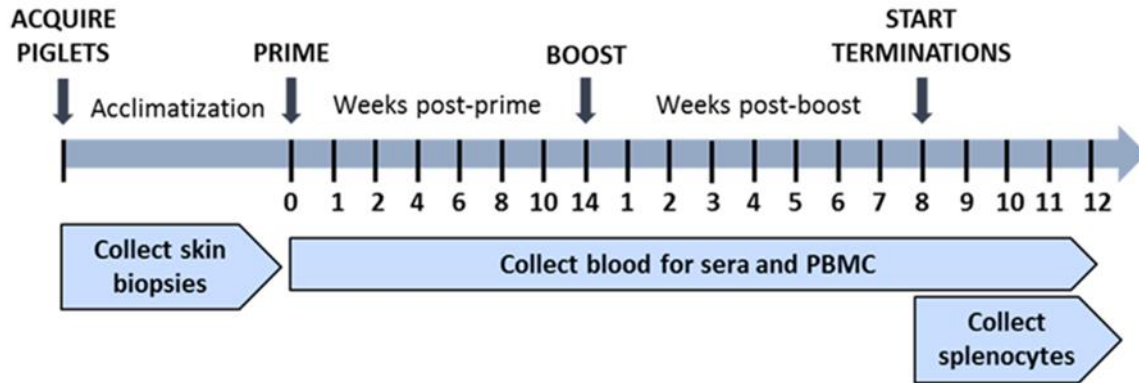 ACQUIRE
PIGLETS
PRIME
BOOST
START
TERMINATIONS
Acclimatization
Weeks post-prime
Weeks post-boost
0 1 2 4 6 8 10 14 1 2 3 4 5 6 7 8 9 10 11 12
Collect skin
biopsies
Collect blood for sera and PBMC
Collect
splenocytes